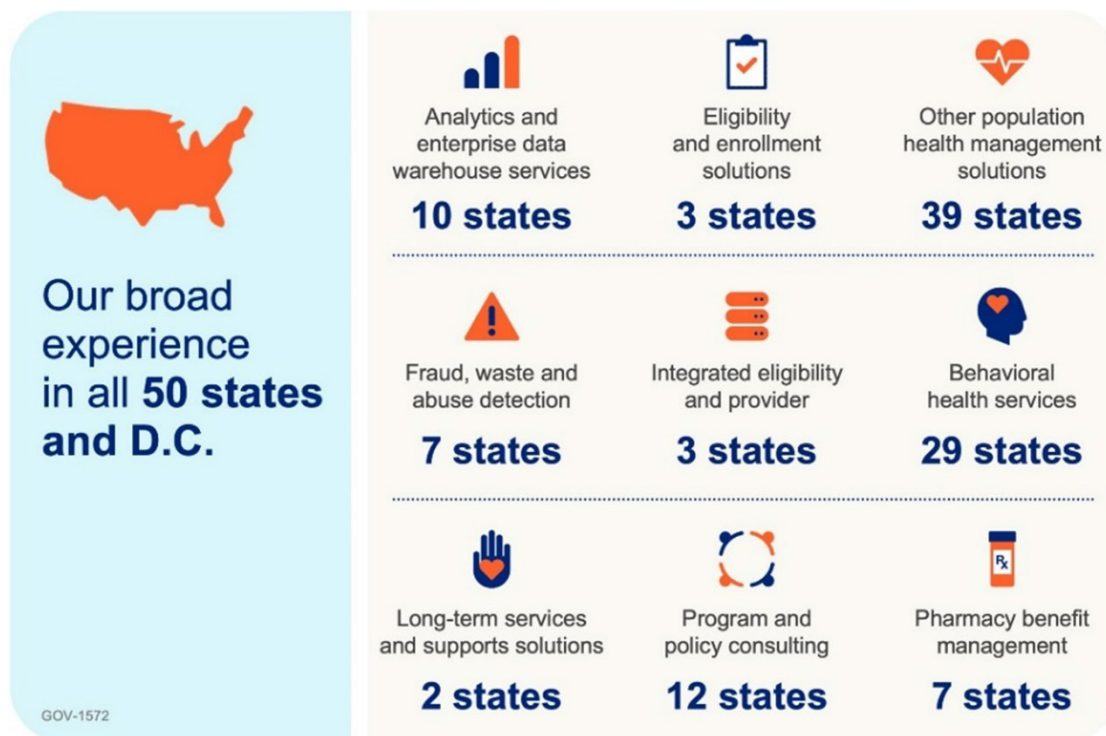 Our broad
experience
in all 50 states
and D.C.
GOV-1572
Analytics and
enterprise data
warehouse services
10 states
Eligibility
and enrollment
solutions
3 states
Other population
health management
solutions
39 states
Fraud, waste and
abuse detection
7 states
Integrated eligibility
and provider
3 states
Behavioral
health services
29 states
Long-term services
and supports solutions
2 states
Program and
policy consulting
12 states
Rx
Pharmacy benefit
management
7 states